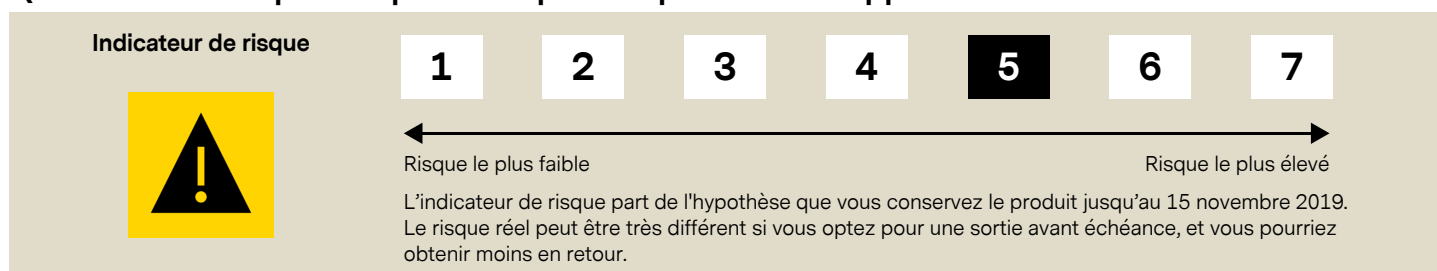 Indicateur de risque
1 2 3 4 5 6 7
Risque le plus faible Risque le plus élevé
L’indicateur de risque part de l'hypothèse que vous conservez le produit jusqu’au 15 novembre 2019.
Le risque réel peut être très différent si vous optez pour une sortie avant échéance, et vous pourriez
obtenir moins en retour.